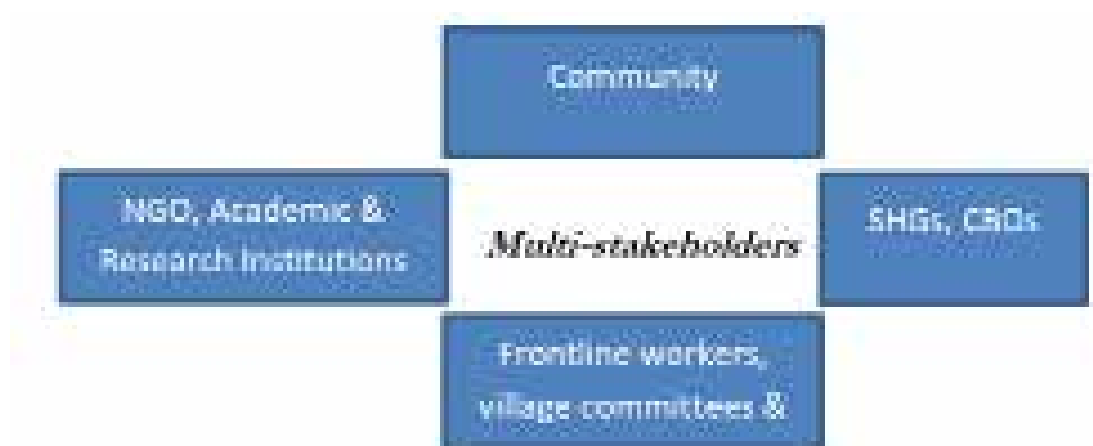 Community
NGO, Academic &
Research Institutions
Multi-stakeholders
SHGs, CBOs
Frontline workers,
village committees &